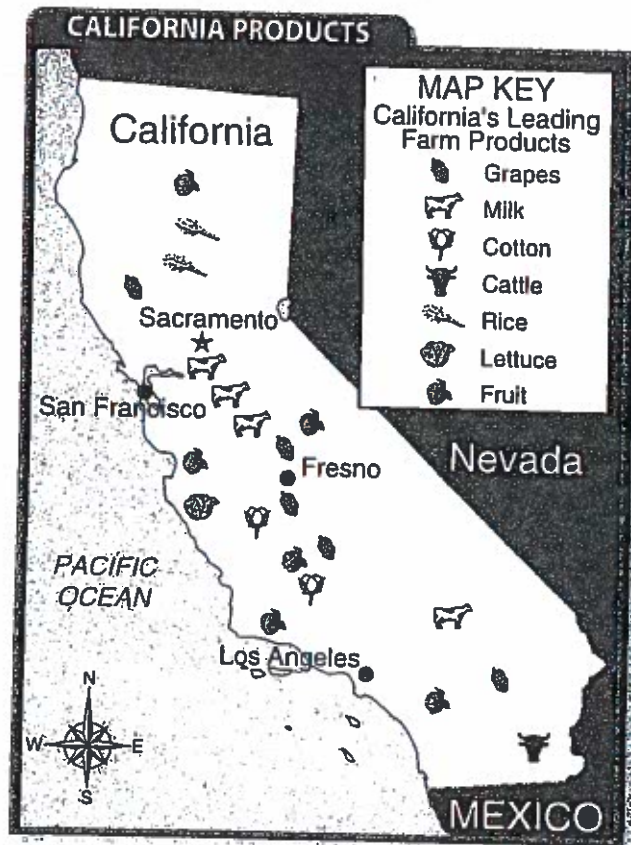 CALIFORNIA PRODUCTS
MAP KEY
California's Leading
Farm Products
Grapes
Milk
Cotton
Cattle
Rice
Lettuce
Fruit
California
Sacramento
San Francisco
Fresno
Nevada
PACIFIC
OCEAN
Los Angeles
N
W E
S
MEXICO